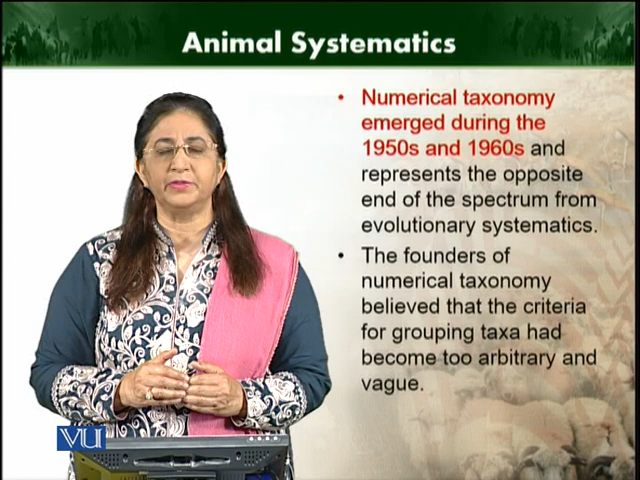 Animal Systematics
• Numerical taxonomy
emerged during the
1950s and 1960s and
represents the opposite
end of the spectrum from
evolutionary systematics.
• The founders of
numerical taxonomy
believed that the criteria
for grouping taxa had
become too arbitrary and
vague.
VU